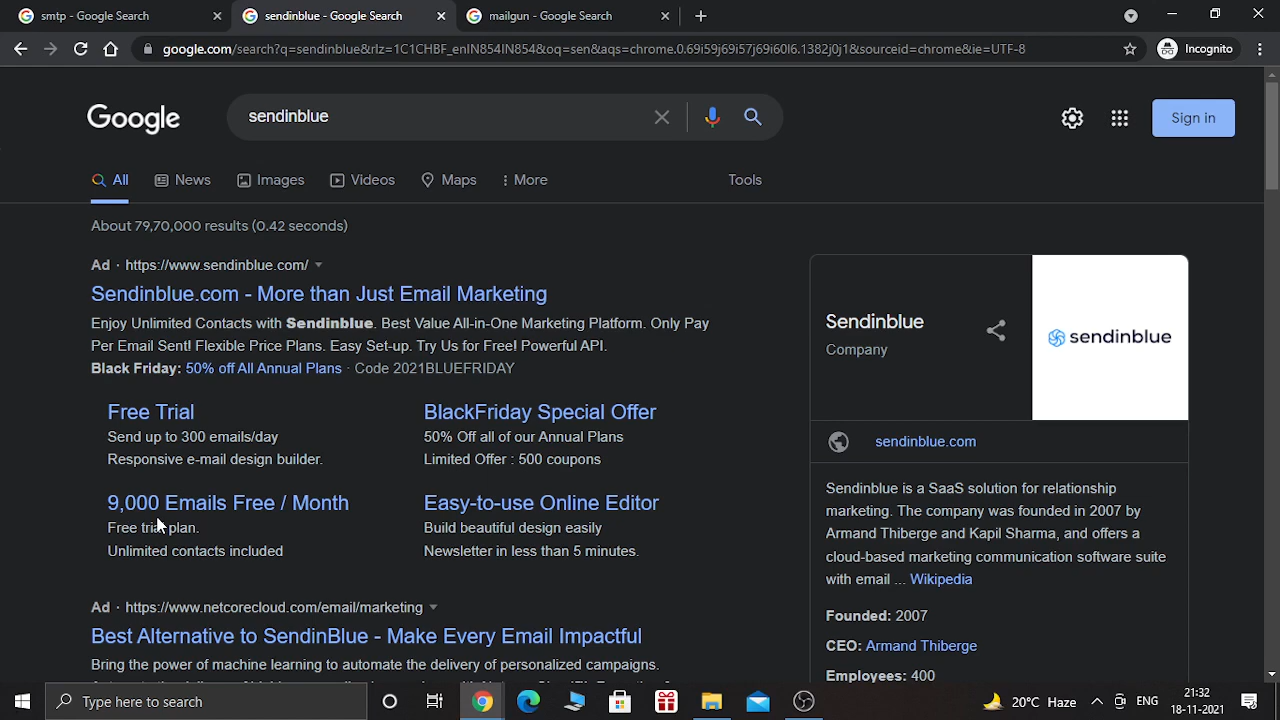 smtp - Google Search
sendinblue - Google Search
mailgun - Google Search
google.com/search?q=sendinblue&rlz=1C1CHBF_enIN854IN854&oq=sen&aqs=chrome.0.69i59j69i57j69i60l6.1382j0j1&sourceid=chrome&ie=UTF-8
Incognito
Google
sendinblue
Sign in
All
News
Images
Videos
Maps
More
Tools
About 79,70,000 results (0.42 seconds)
Ad · https://www.sendinblue.com/
Sendinblue.com - More than Just Email Marketing
Enjoy Unlimited Contacts with Sendinblue. Best Value All-in-One Marketing Platform. Only Pay
Per Email Sent! Flexible Price Plans. Easy Set-up. Try Us for Free! Powerful API.
Black Friday: 50% off All Annual Plans · Code 2021BLUEFRIDAY
Free Trial
Send up to 300 emails/day
Responsive e-mail design builder.
BlackFriday Special Offer
50% Off all of our Annual Plans
Limited Offer : 500 coupons
9,000 Emails Free / Month
Free trial plan.
Unlimited contacts included
Easy-to-use Online Editor
Build beautiful design easily
Newsletter in less than 5 minutes.
Ad · https://www.netcorecloud.com/email/marketing
Best Alternative to SendinBlue - Make Every Email Impactful
Bring the power of machine learning to automate the delivery of personalized campaigns.
Sendinblue
Company
sendinblue
sendinblue.com
Sendinblue is a SaaS solution for relationship
marketing. The company was founded in 2007 by
Armand Thiberge and Kapil Sharma, and offers a
cloud-based marketing communication software suite
with email ... Wikipedia
Founded: 2007
CEO: Armand Thiberge
Employees: 400
Type here to search
20°C Haze
ENG
21:32
18-11-2021